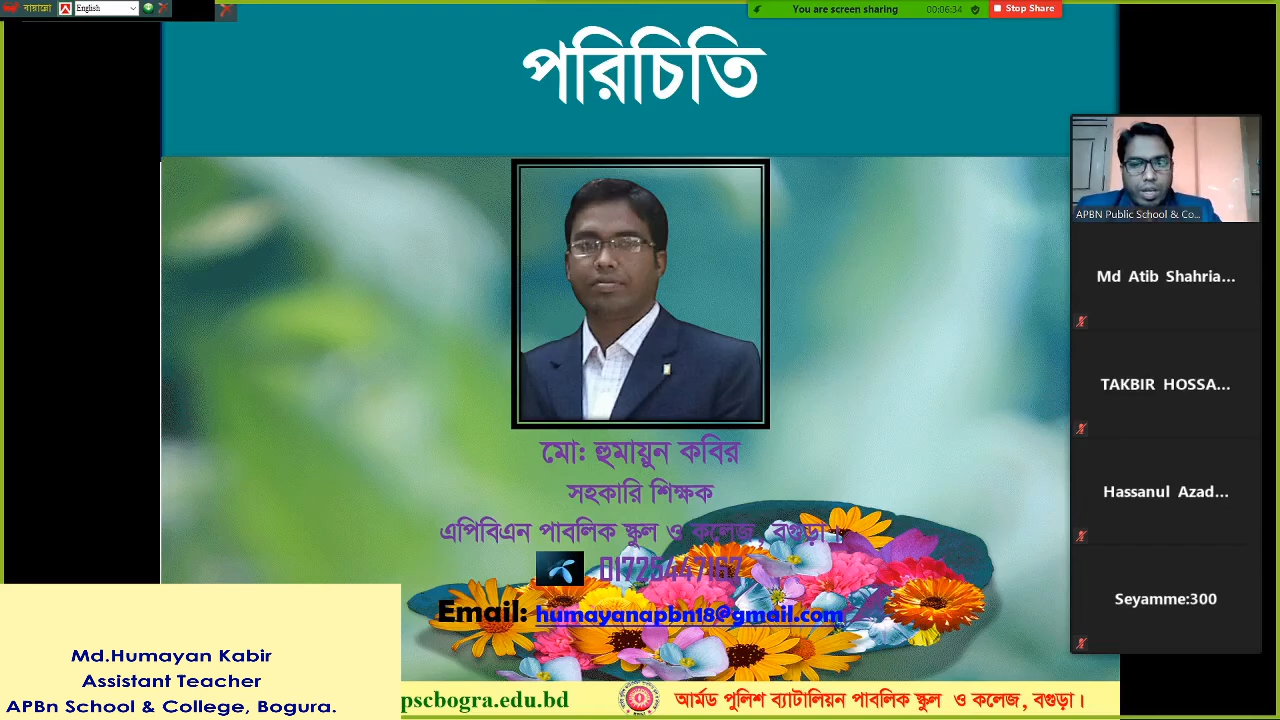 বায়ান্নো English
You are screen sharing 00:06:34 Stop Share
পরিচিতি
APBN Public School & Co...
Md Atib Shahria...
TAKBIR HOSSA...
Hassanul Azad...
Seyamme:300
মো: হুমায়ুন কবির
সহকারি শিক্ষক
এপিবিএন পাবলিক স্কুল ও কলেজ, বগুড়া।
Email: humayanapbn18@gmail.com
Md.Humayan Kabir
Assistant Teacher
APBn School & College, Bogura.
pscbogra.edu.bd
আর্মড পুলিশ ব্যাটালিয়ন পাবলিক স্কুল ও কলেজ, বগুড়া।